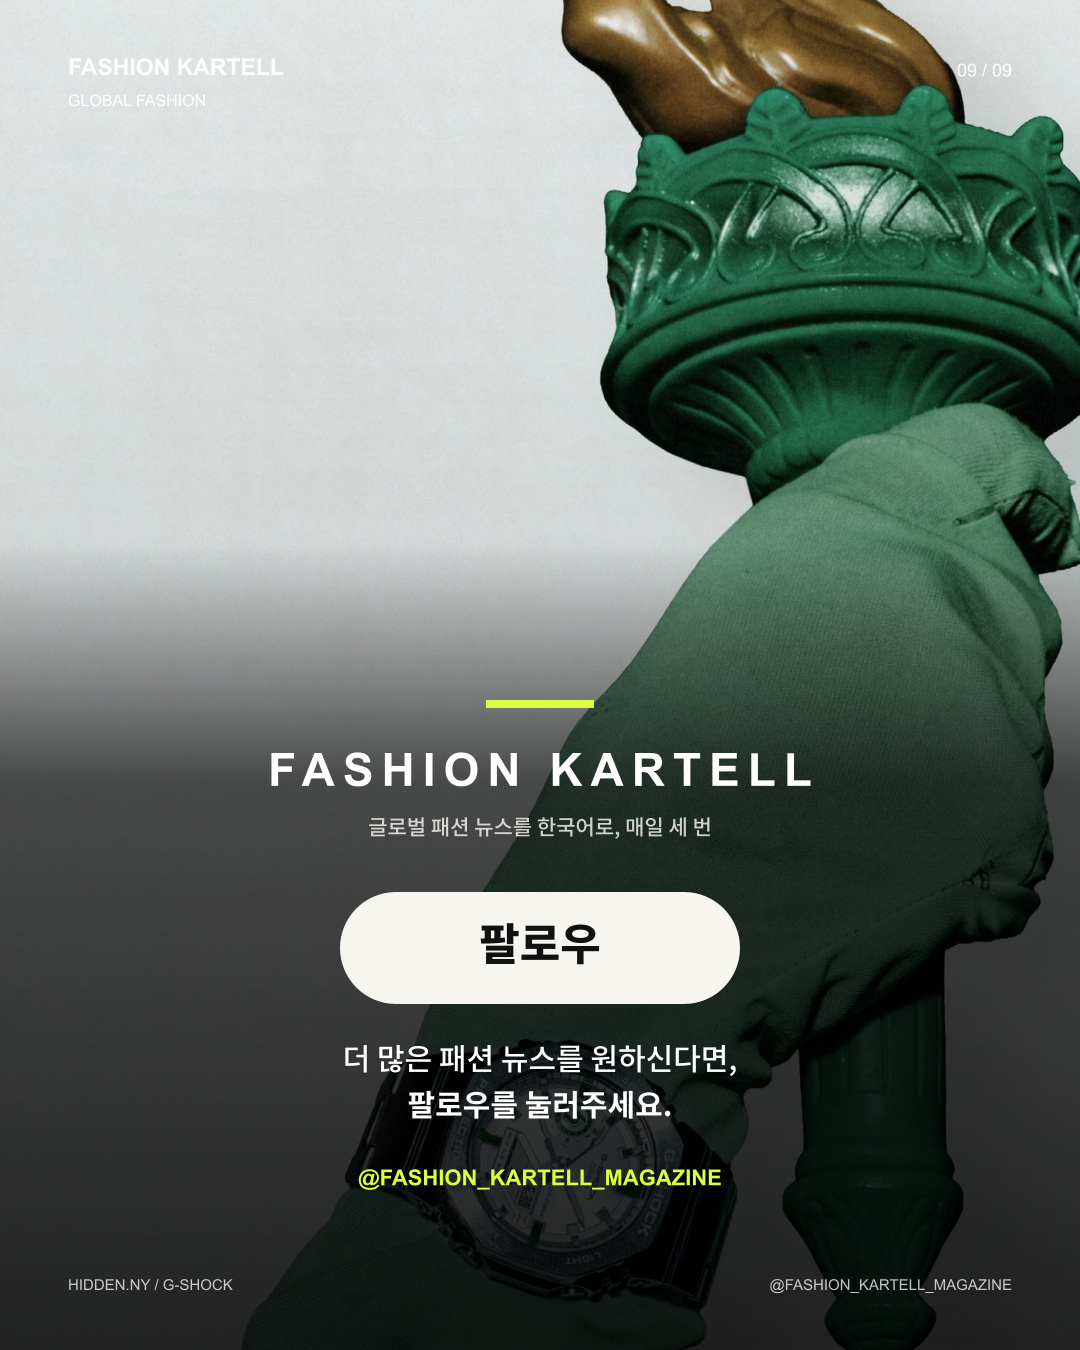 FASHION KARTELL
GLOBAL FASHION
09 / 09
FASHION KARTELL
글로벌 패션 뉴스를 한국어로, 매일 세 번
팔로우
더 많은 패션 뉴스를 원하신다면,
팔로우를 눌러주세요.
@FASHION_KARTELL_MAGAZINE
G-SHOCK
LIGHT
HIDDEN.NY / G-SHOCK
@FASHION_KARTELL_MAGAZINE